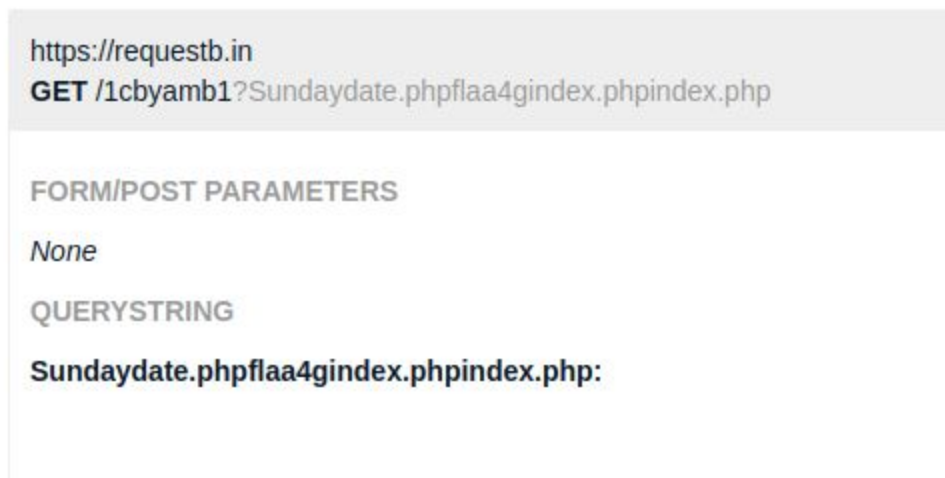 https://requestb.in
GET /1cbyamb1?Sundaydate.phpflaa4gindex.phpindex.php
FORM/POST PARAMETERS
None
QUERYSTRING
Sundaydate.phpflaa4gindex.phpindex.php: